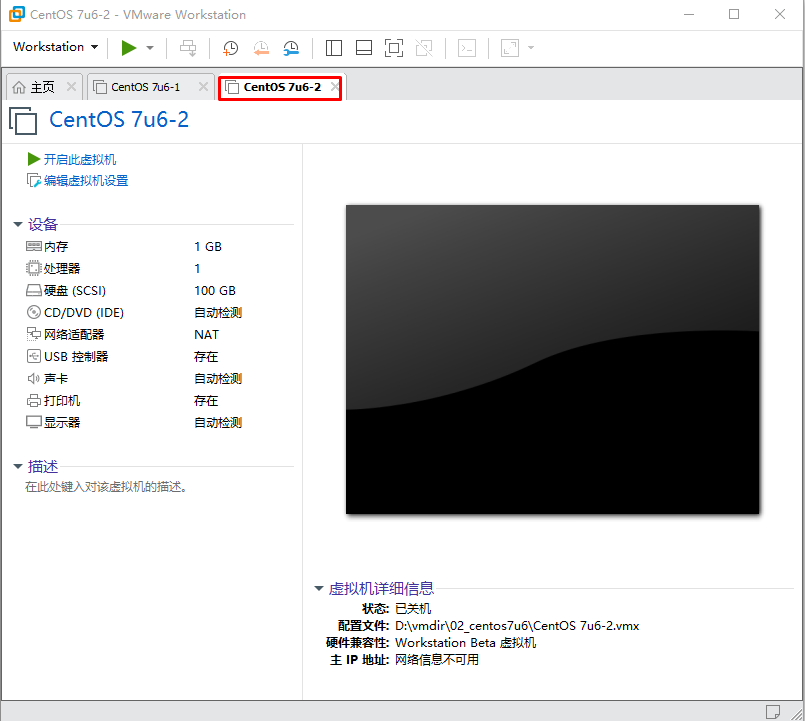 CentOS 7u6-2 - VMware Workstation
Workstation
主页 CentOS 7u6-1 CentOS 7u6-2
CentOS 7u6-2
开启此虚拟机
编辑虚拟机设置
设备
内存 1 GB
处理器 1
硬盘 (SCSI) 100 GB
CD/DVD (IDE) 自动检测
网络适配器 NAT
USB 控制器 存在
声卡 自动检测
打印机 存在
显示器 自动检测
描述
在此处键入对该虚拟机的描述。
虚拟机详细信息
状态: 已关机
配置文件: D:\vmdir\02_centos7u6\CentOS 7u6-2.vmx
硬件兼容性: Workstation Beta 虚拟机
主 IP 地址: 网络信息不可用